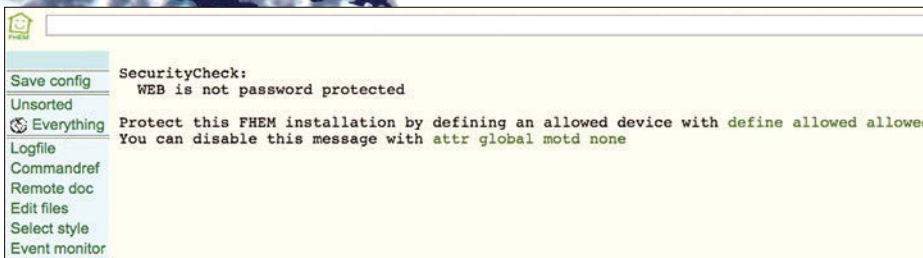 FHEM
Save config
Unsorted
Everything
Logfile
Commandref
Remote doc
Edit files
Select style
Event monitor
SecurityCheck:
WEB is not password protected
Protect this FHEM installation by defining an allowed device with define allowed allowed
You can disable this message with attr global motd none